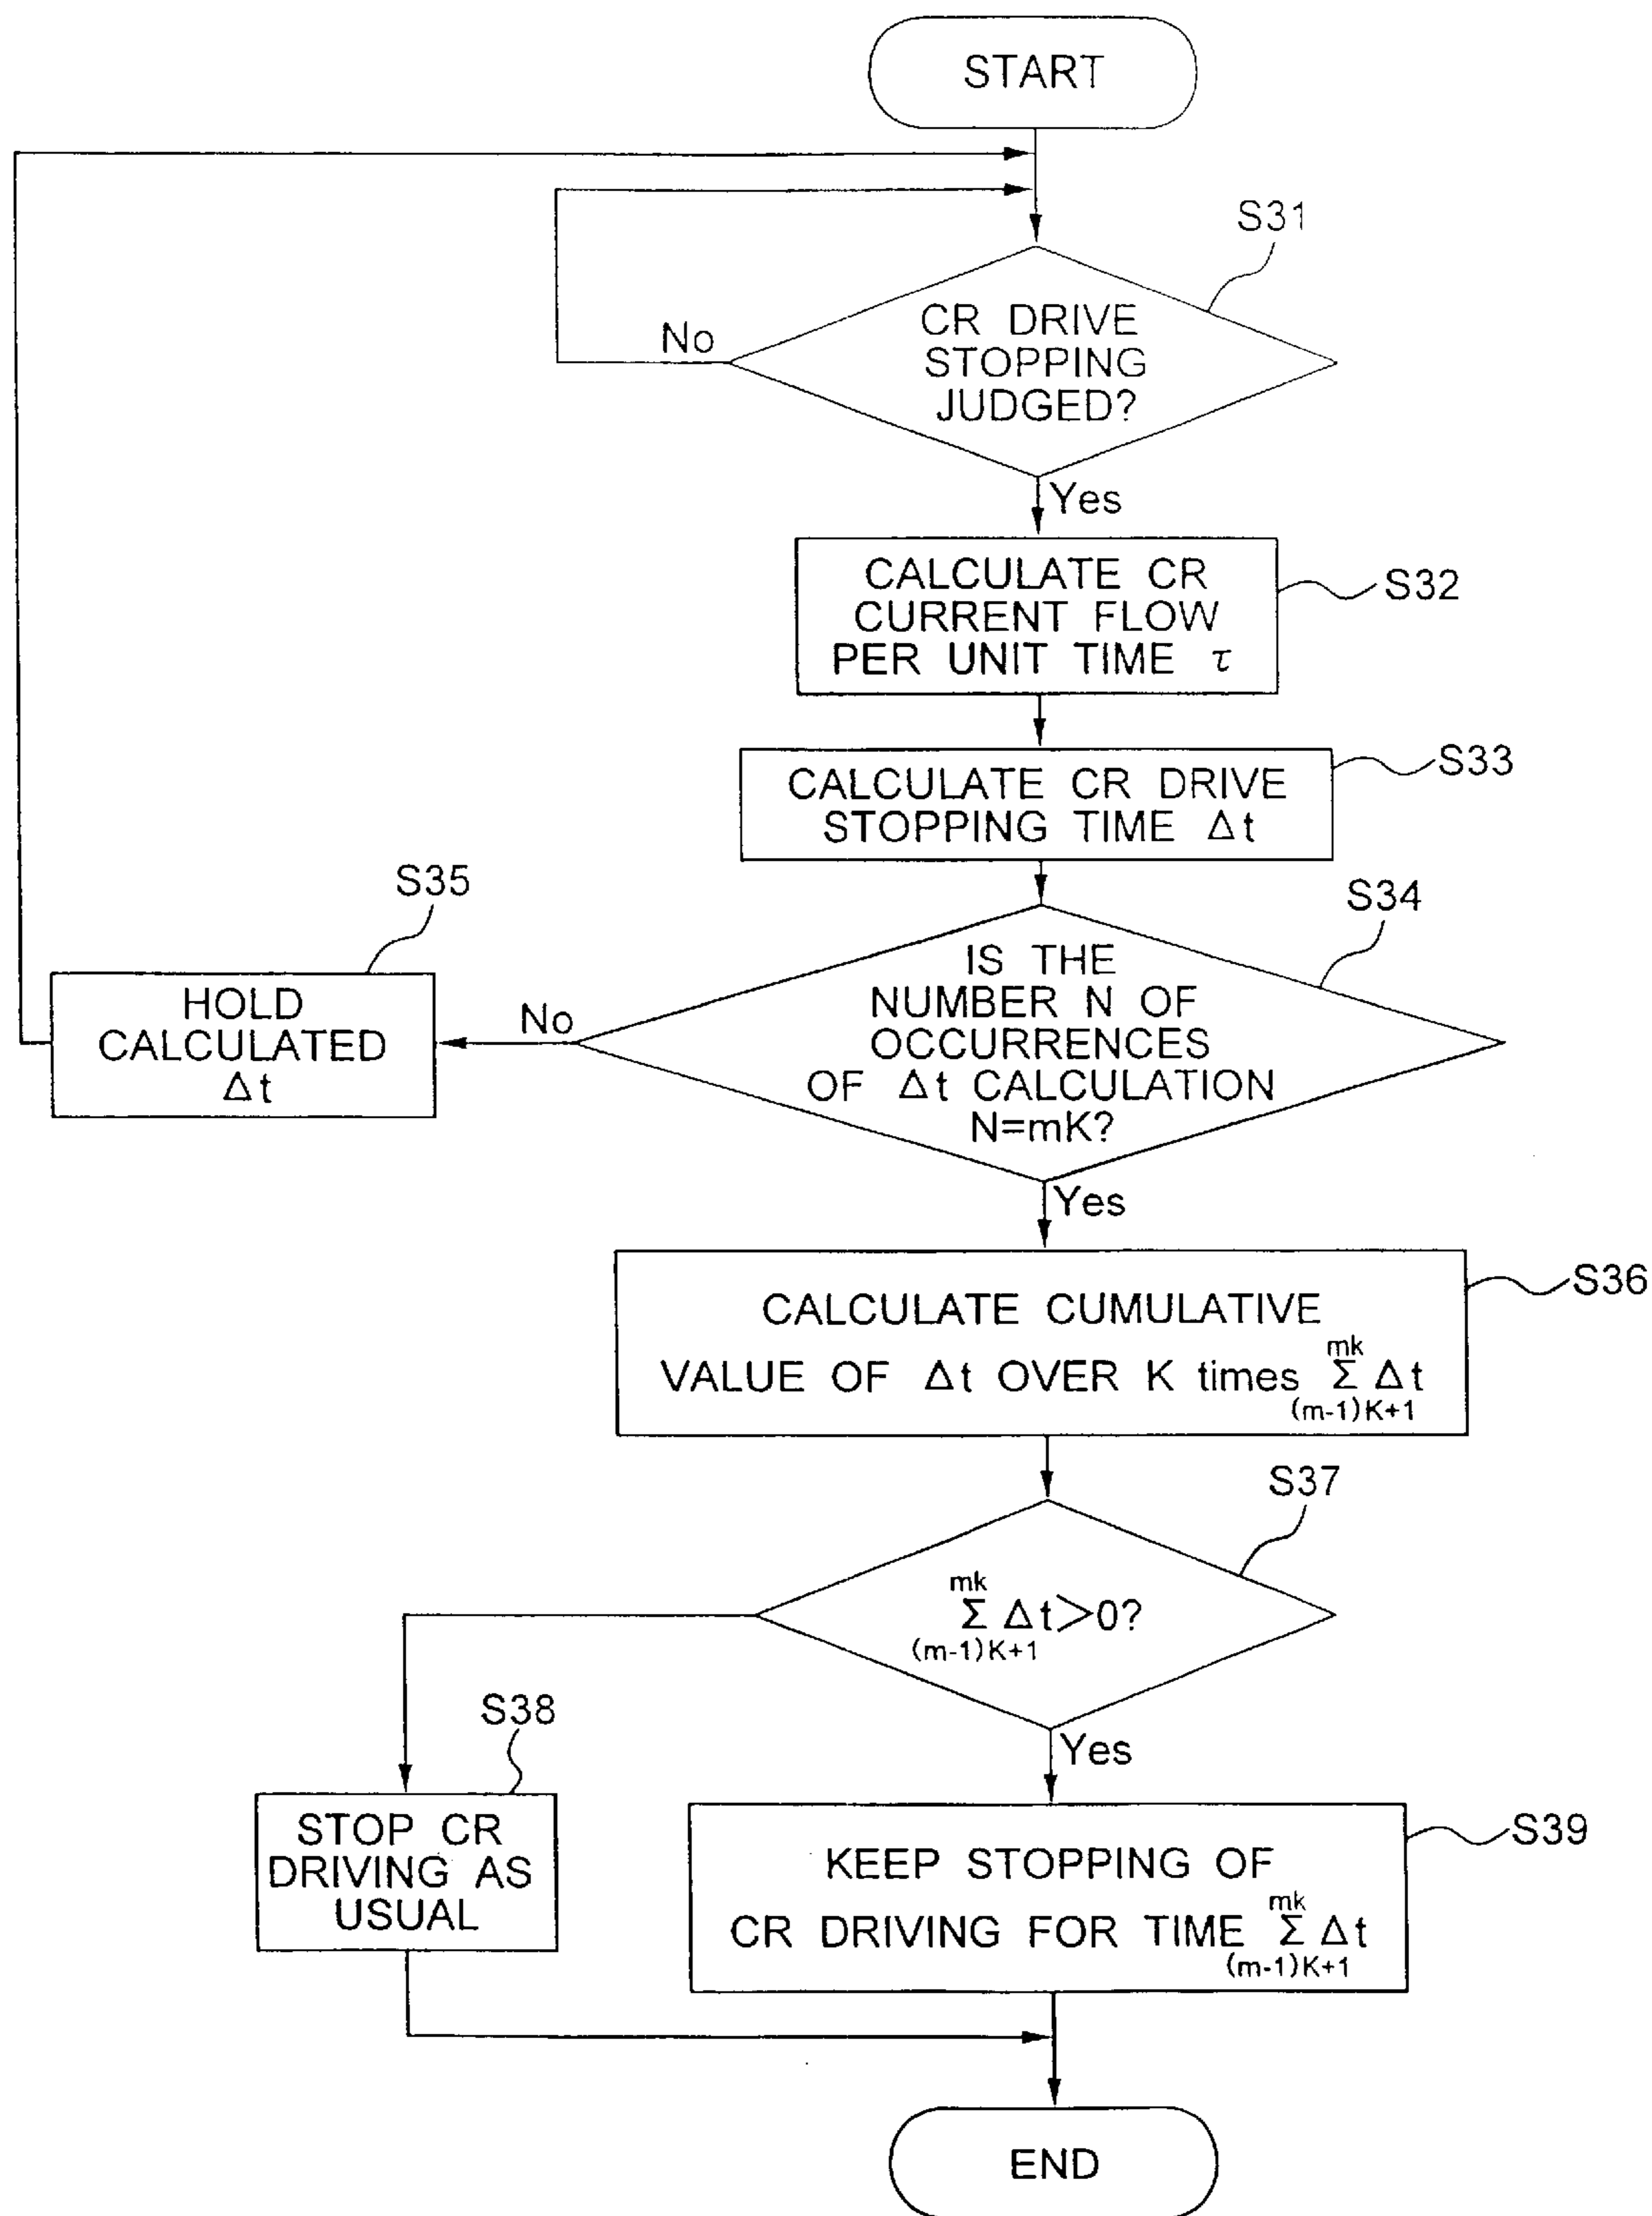 START
S31
CR DRIVE
STOPPING
JUDGED?
No
Yes
CALCULATE CR
CURRENT FLOW
PER UNIT TIME τ
S32
CALCULATE CR DRIVE
STOPPING TIME Δt
S33
S34
IS THE
NUMBER N OF
OCCURRENCES
OF Δt CALCULATION
N=mK?
No
S35
HOLD
CALCULATED
Δt
Yes
S36
CALCULATE CUMULATIVE
mk
VALUE OF Δt OVER K times Σ Δt
(m-1)K+1
S37
mk
Σ Δt>0?
(m-1)K+1
S38
STOP CR
DRIVING AS
USUAL
Yes
S39
KEEP STOPPING OF
mk
CR DRIVING FOR TIME Σ Δt
(m-1)K+1
END